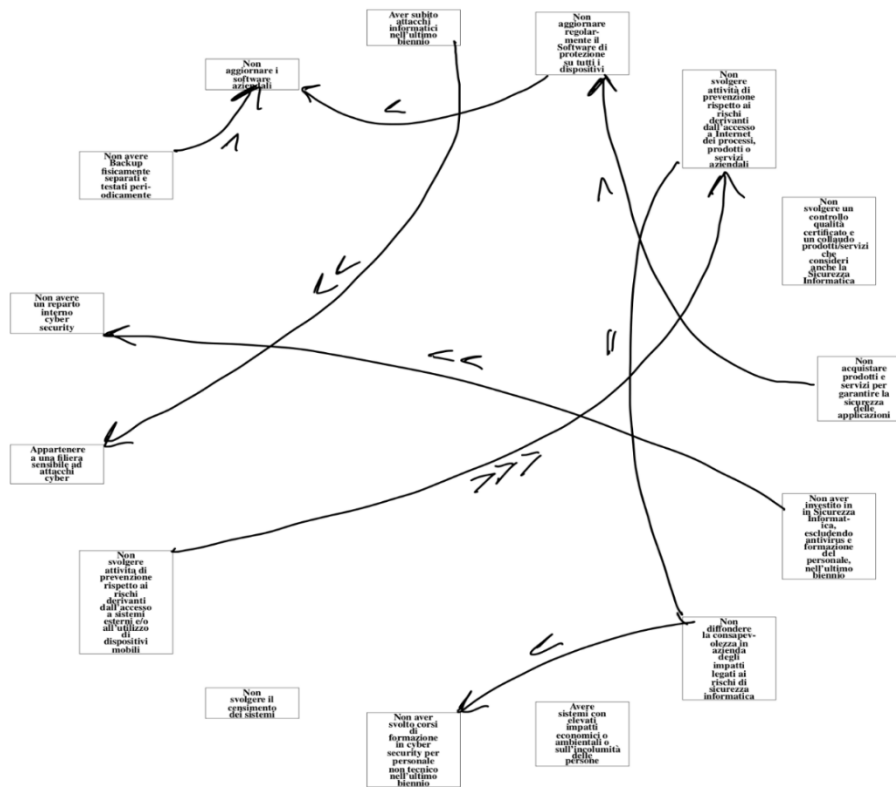 Aver subito
attacchi
informatici
nell'ultimo
biennio
Non
aggiornare
regolar-
mente il
Software di
protezione
su tutti i
dispositivi
Non
aggiornare i
software
aziendali
Non
svolgere
attività di
prevenzione
rispetto ai
rischi
derivanti
dall'accesso
a Internet
dei processi,
prodotti o
servizi
aziendali
Non avere
Backup
fisicamente
separati e
testati peri-
odicamente
Non
svolgere un
controllo
qualità
certificato e
un collaudo
prodotti/servizi
che
consideri
anche la
Sicurezza
Informatica
Non avere
un reparto
interno
cyber
security
Non
acquistare
prodotti e
servizi per
garantire la
sicurezza
delle
applicazioni
Appartenere
a una filiera
sensibile ad
attacchi
cyber
Non aver
investito in
in Sicurezza
Informat-
ica,
escludendo
antivirus e
formazione
del
personale,
nell'ultimo
biennio
Non
svolgere
attività di
prevenzione
rispetto ai
rischi
derivanti
dall'accesso
a sistemi
esterni e/o
all'utilizzo
di
dispositivi
mobili
Non
diffondere
la consapev-
olezza in
azienda
degli
impatti
legati ai
rischi di
sicurezza
informatica
Non
svolgere il
censimento
dei sistemi
Non aver
svolto corsi
di
formazione
in cyber
security per
personale
non tecnico
nell'ultimo
biennio
Avere
sistemi con
elevati
impatti
economici o
ambientali o
sull'incolumità
delle
persone